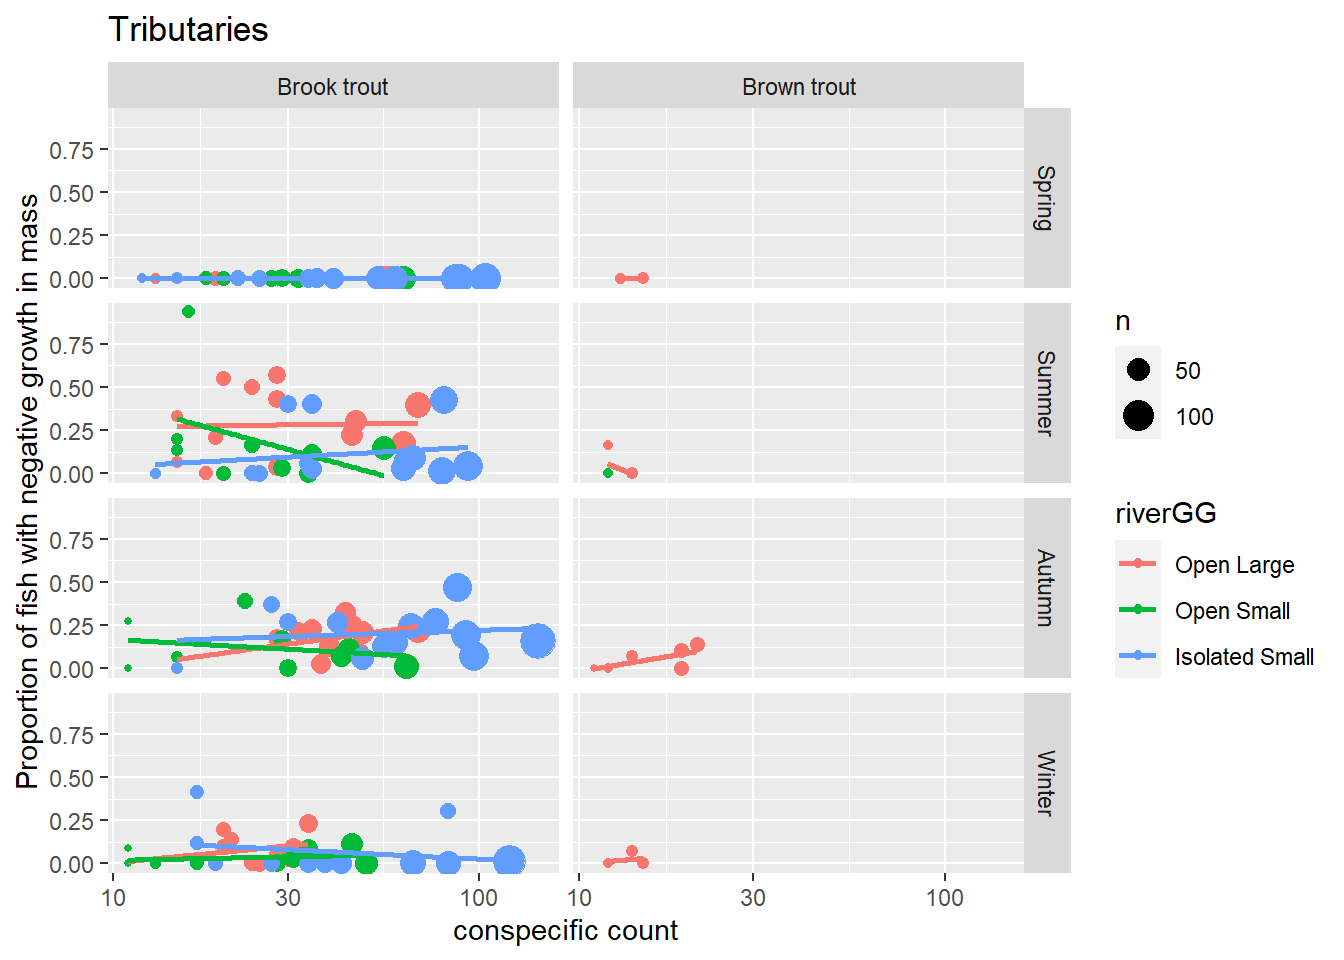 Tributaries
Brook trout
Brown trout
Proportion of fish with negative growth in mass
0.75
0.50
0.25
0.00
Spring
0.75
0.50
0.25
0.00
Summer
0.75
0.50
0.25
0.00
Autumn
0.75
0.50
0.25
0.00
Winter
10
30
100
10
30
100
conspecific count
n
50
100
riverGG
Open Large
Open Small
Isolated Small